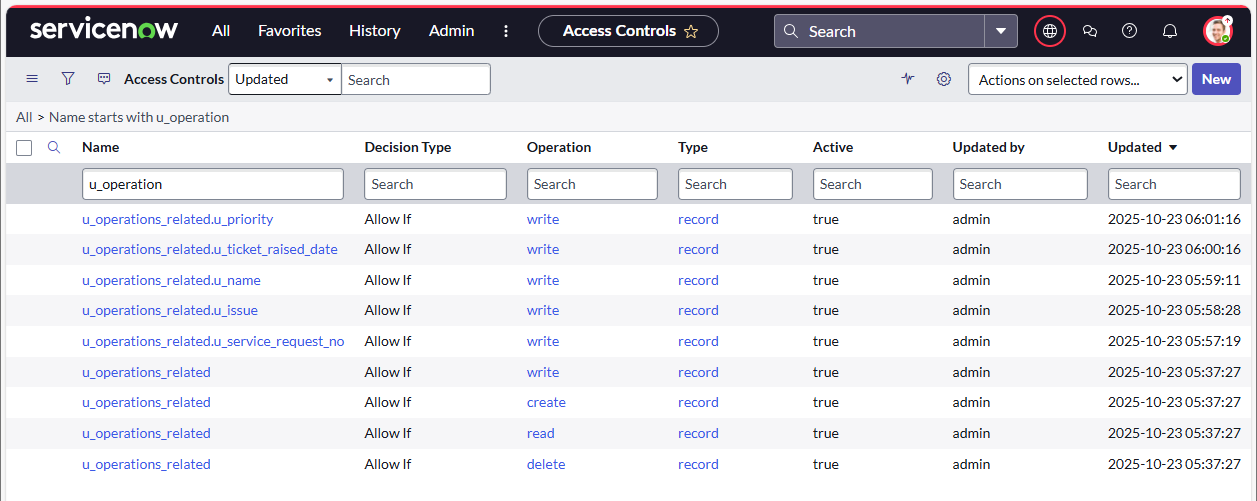 servicenow All Favorites History Admin Access Controls Search
Access Controls Updated Search Actions on selected rows... New
All > Name starts with u_operation
Name Decision Type Operation Type Active Updated by Updated
u_operation Search Search Search Search Search Search
u_operations_related.u_priority Allow If write record true admin 2025-10-23 06:01:16
u_operations_related.u_ticket_raised_date Allow If write record true admin 2025-10-23 06:00:16
u_operations_related.u_name Allow If write record true admin 2025-10-23 05:59:11
u_operations_related.u_issue Allow If write record true admin 2025-10-23 05:58:28
u_operations_related.u_service_request_no Allow If write record true admin 2025-10-23 05:57:19
u_operations_related Allow If write record true admin 2025-10-23 05:37:27
u_operations_related Allow If create record true admin 2025-10-23 05:37:27
u_operations_related Allow If read record true admin 2025-10-23 05:37:27
u_operations_related Allow If delete record true admin 2025-10-23 05:37:27